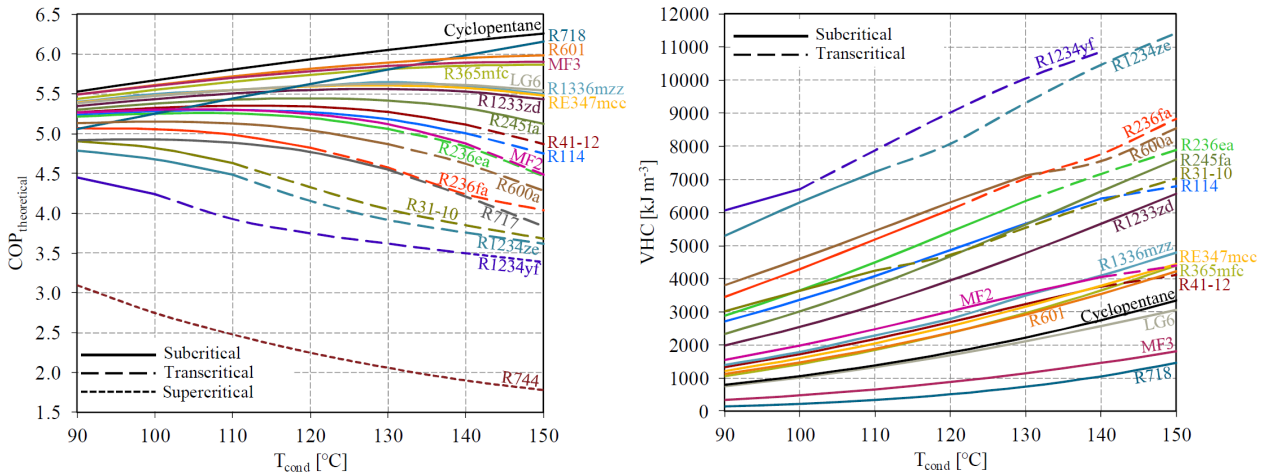 6.5
6.0
5.5
5.0
4.5
4.0
3.5
3.0
2.5
2.0
1.5
COPtheoretical
90 100 110 120 130 140 150
Tcond [°C]
Cyclopentane
R718
R601
MF3
R365mfc
LG6
R1336mzz
RE347mcc
R1233zd
R245fa
R41-12
R114
R236ea
MF2
R600a
R236fa
R717
R31-10
R1234ze
R1234yf
R744
Subcritical
Transcritical
Supercritical
12000
11000
10000
9000
8000
7000
6000
5000
4000
3000
2000
1000
0
VHC [kJ m-3]
90 100 110 120 130 140 150
Tcond [°C]
Subcritical
Transcritical
R1234yf
R1234ze
R236fa
R600a
R236ea
R245fa
R31-10
R114
R1233zd
R1336mzz
RE347mcc
R365mfc
R41-12
MF2
R601
Cyclopentane
LG6
MF3
R718